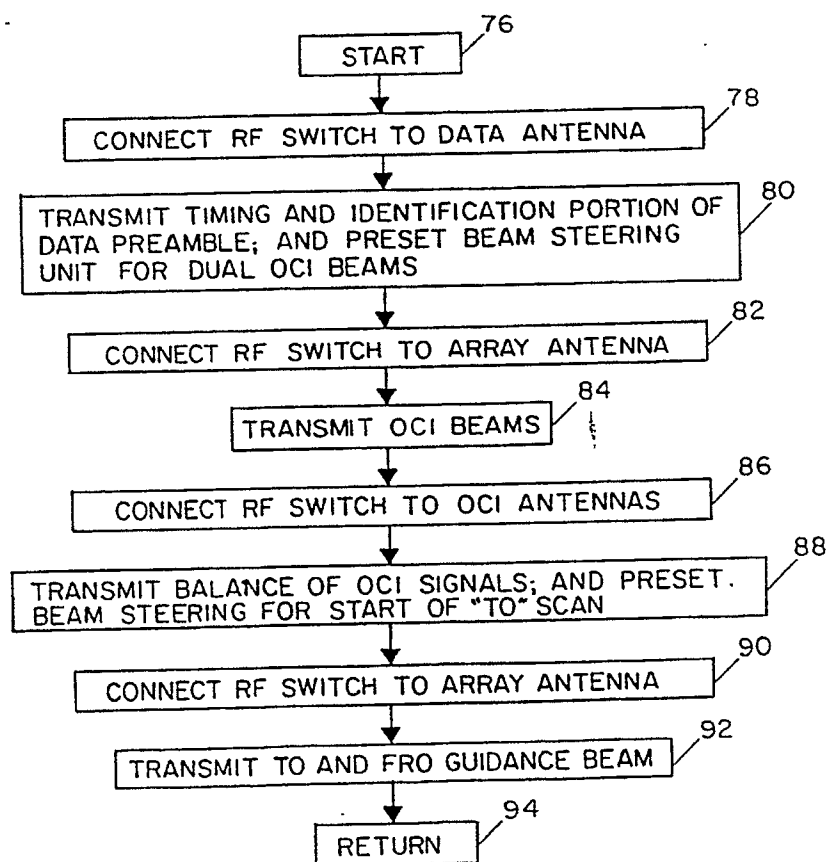 76
START
78
CONNECT RF SWITCH TO DATA ANTENNA
80
TRANSMIT TIMING AND IDENTIFICATION PORTION OF
DATA PREAMBLE; AND PRESET BEAM STEERING
UNIT FOR DUAL OCI BEAMS
82
CONNECT RF SWITCH TO ARRAY ANTENNA
84
TRANSMIT OCI BEAMS
86
CONNECT RF SWITCH TO OCI ANTENNAS
88
TRANSMIT BALANCE OF OCI SIGNALS; AND PRESET.
BEAM STEERING FOR START OF "TO" SCAN
90
CONNECT RF SWITCH TO ARRAY ANTENNA
92
TRANSMIT TO AND FRO GUIDANCE BEAM
94
RETURN